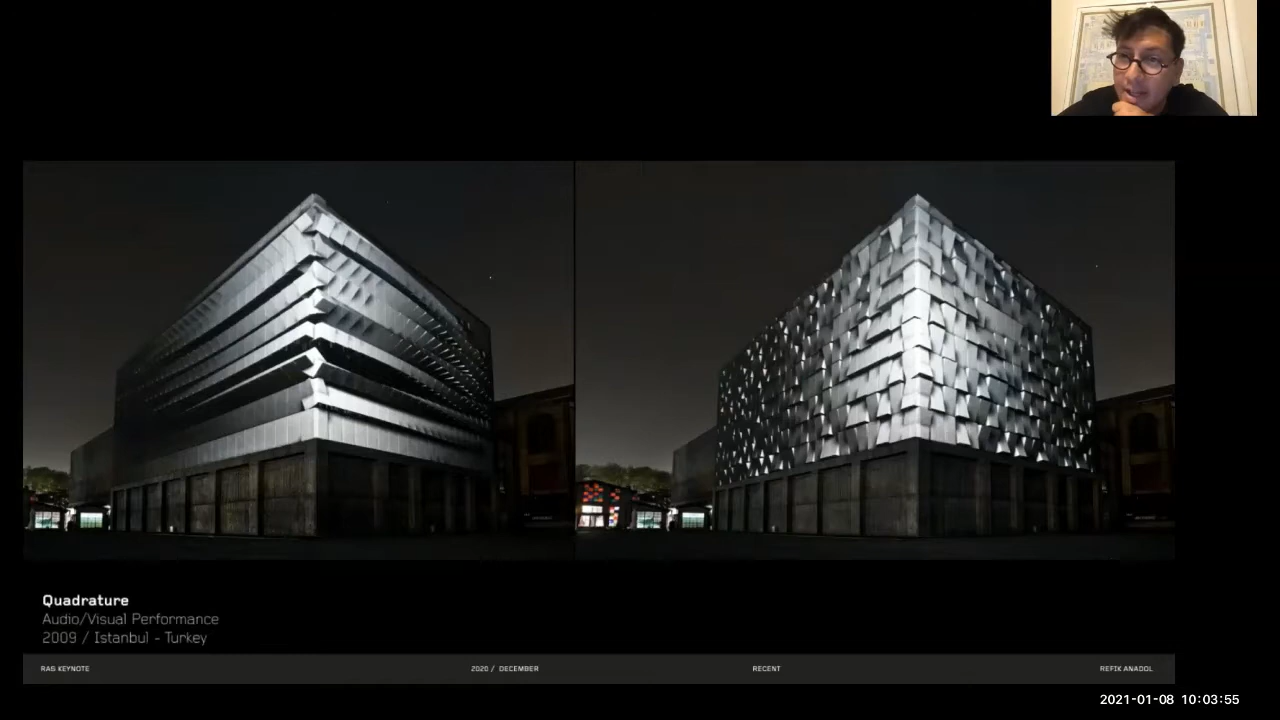 Quadrature
Audio/Visual Performance
2009 / Istanbul - Turkey
RAS KEYNOTE
2020 / DECEMBER
RECENT
REFIK ANADOL
2021-01-08 10:03:55